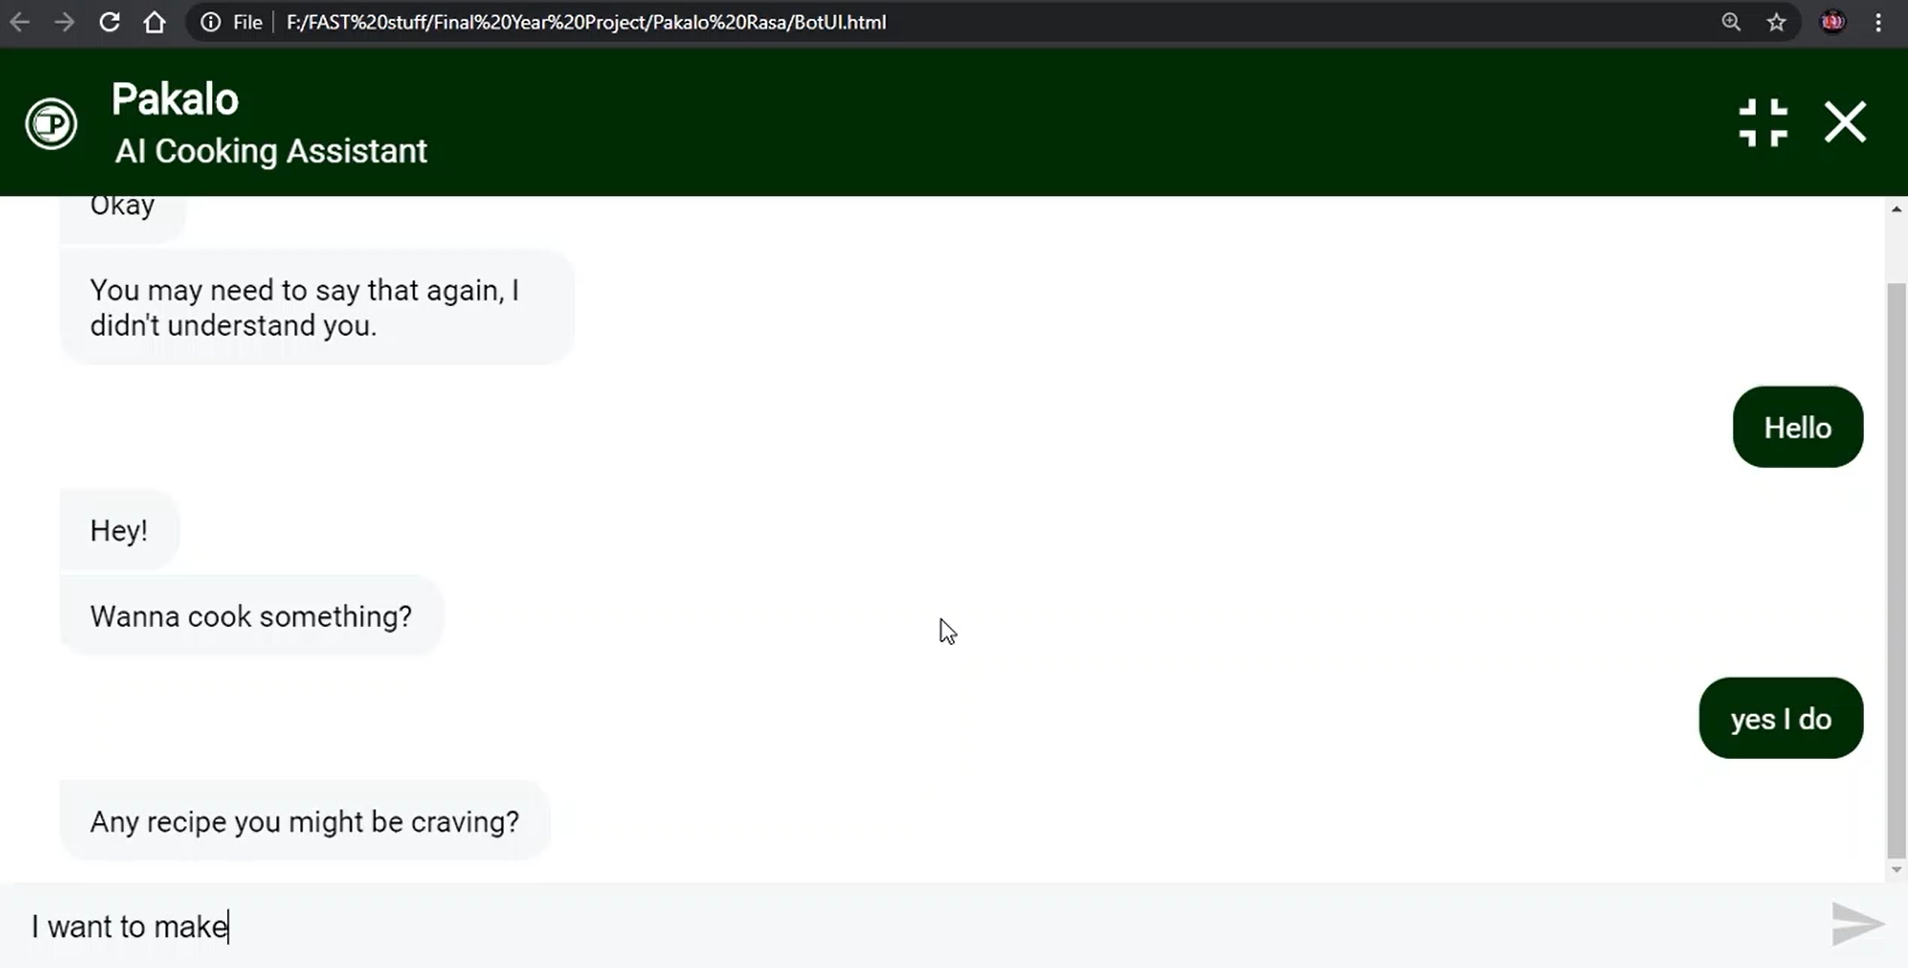 File F:/FAST%20stuff/Final%20Year%20Project/Pakalo%20Rasa/BotUI.html
Pakalo
AI Cooking Assistant
Okay
You may need to say that again, I
didn't understand you.
Hello
Hey!
Wanna cook something?
yes I do
Any recipe you might be craving?
I want to make